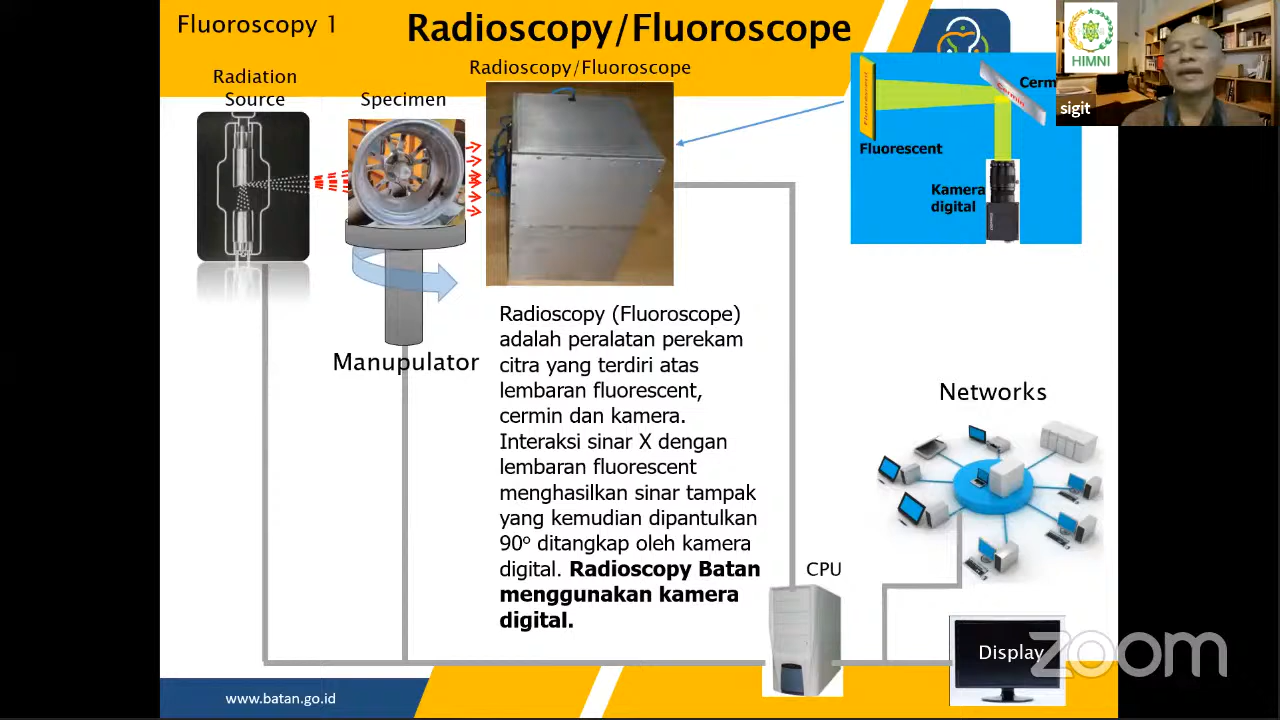 Fluoroscopy 1
Radioscopy/Fluoroscope
Radioscopy/Fluoroscope
Radiation
Source
Specimen
Manupulator
Fluorescent
Cermin
Kamera
digital
HIMNI
sigit
Radioscopy (Fluoroscope)
adalah peralatan perekam
citra yang terdiri atas
lembaran fluorescent,
cermin dan kamera.
Interaksi sinar X dengan
lembaran fluorescent
menghasilkan sinar tampak
yang kemudian dipantulkan
90º ditangkap oleh kamera
digital. Radioscopy Batan
menggunakan kamera
digital.
Networks
CPU
Display
zoom
www.batan.go.id